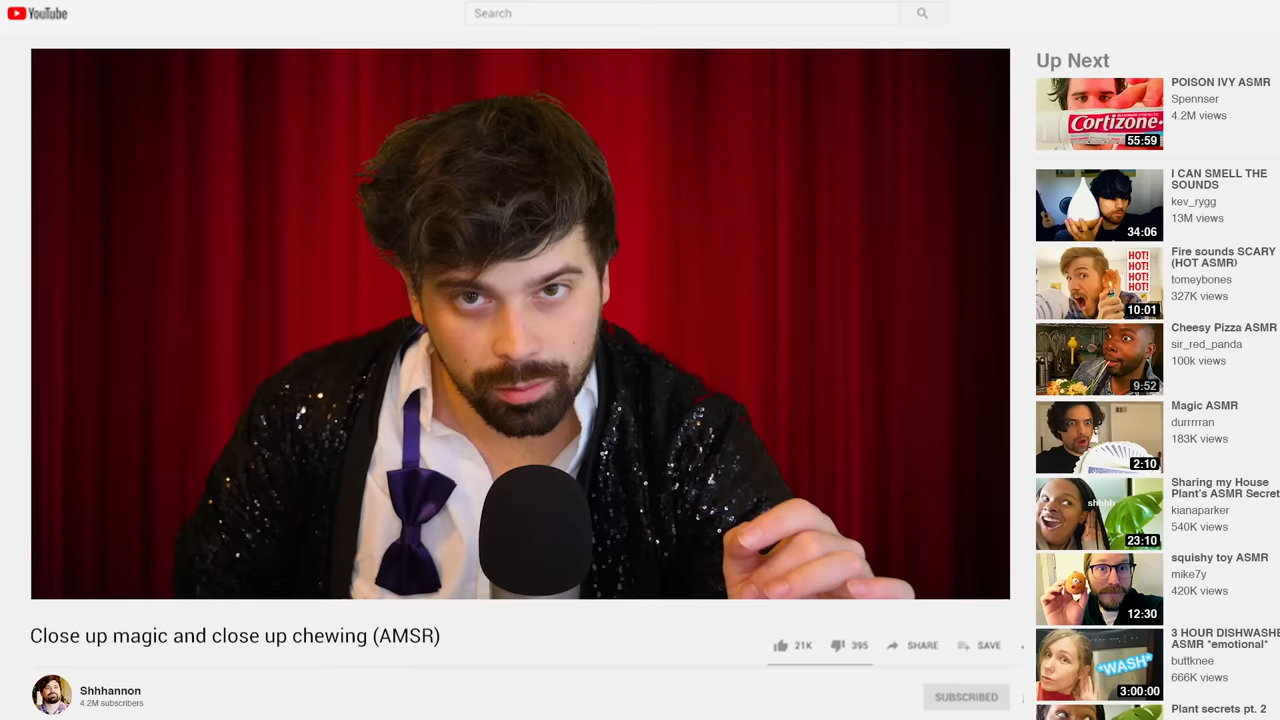 YouTube
Search
Up Next
POISON IVY ASMR
Spennser
4.2M views
MAXIMUM STRENGTH
Cortizone
55:59
I CAN SMELL THE
SOUNDS
kev_rygg
13M views
34:06
Fire sounds SCARY
(HOT ASMR)
tomeybones
327K views
HOT!
HOT!
HOT!
HOT!
10:01
Cheesy Pizza ASMR
sir_red_panda
100k views
9:52
Magic ASMR
durrrrran
183K views
2:10
Sharing my House
Plant's ASMR Secret
kianaparker
540K views
shhhh
23:10
squishy toy ASMR
mike7y
420K views
12:30
3 HOUR DISHWASHE
ASMR *emotional*
buttknee
666K views
*WASH*
3:00:00
Plant secrets pt. 2
Close up magic and close up chewing (AMSR)
21K
395
SHARE
SAVE
Shhhannon
4.2M subscribers
SUBSCRIBED